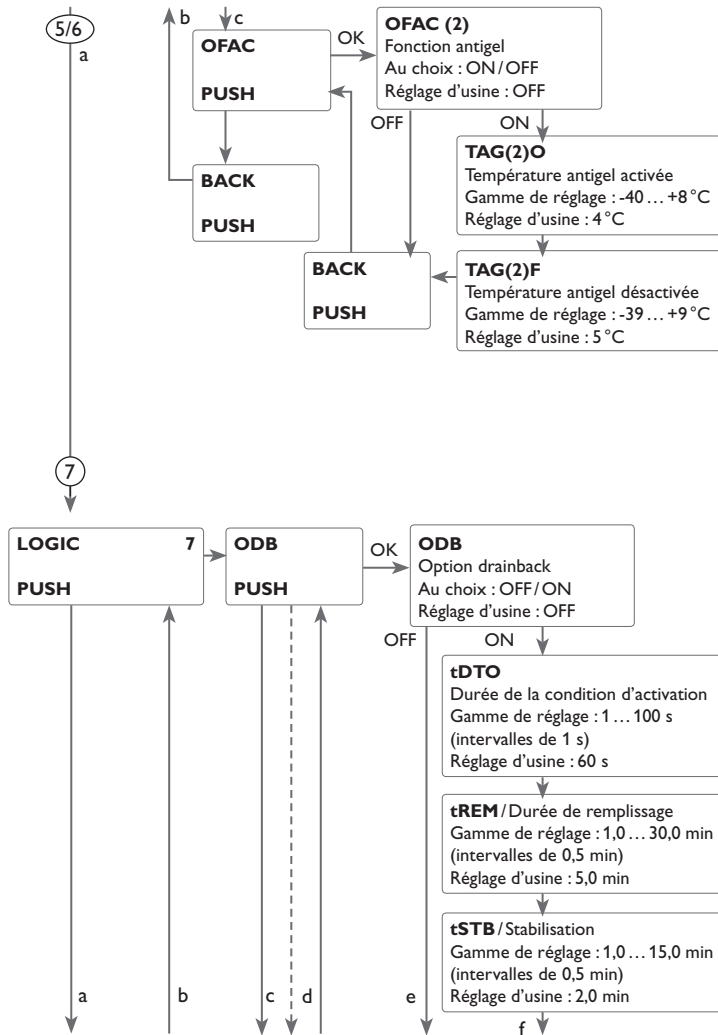 5/6
a
b
c
OFAC
PUSH
OK
OFAC (2)
Fonction antigel
Au choix : ON/OFF
Réglage d'usine : OFF
OFF
ON
TAG(2)O
Température antigel activée
Gamme de réglage : -40 … +8 °C
Réglage d'usine : 4 °C
BACK
PUSH
BACK
PUSH
TAG(2)F
Température antigel désactivée
Gamme de réglage : -39 … +9 °C
Réglage d'usine : 5 °C
7
LOGIC 7
PUSH
ODB
PUSH
OK
ODB
Option drainback
Au choix : OFF/ON
Réglage d'usine : OFF
OFF
ON
tDTO
Durée de la condition d'activation
Gamme de réglage : 1 … 100 s
(intervalles de 1 s)
Réglage d'usine : 60 s
tREM/Durée de remplissage
Gamme de réglage : 1,0 … 30,0 min
(intervalles de 0,5 min)
Réglage d'usine : 5,0 min
tSTB/Stabilisation
Gamme de réglage : 1,0 … 15,0 min
(intervalles de 0,5 min)
Réglage d'usine : 2,0 min
a
b
c
d
e
f